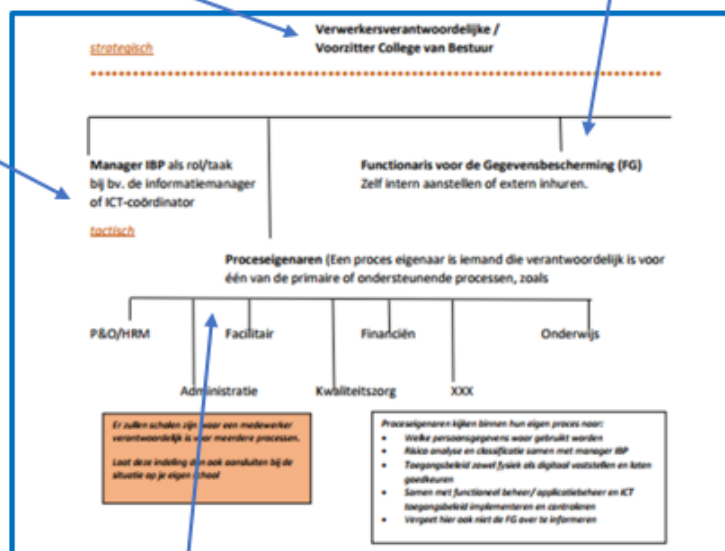 Verwerkersverantwoordelijke /
strategisch
Voorzitter College van Bestuur
Manager IBP als rol/taak
bij bv. de informatiemanager
of ICT-coördinator
tactisch
Functionaris voor de Gegevensbescherming (FG)
Zelf intern aanstellen of extern inhuren.
Proceseigenaren (Een proces eigenaar is iemand die verantwoordelijk is voor
één van de primaire of ondersteunende processen, zoals
P&O/HRM
Facilitair
Financiën
Onderwijs
Administratie
Kwaliteitszorg
XXX
Er zullen scholen zijn waar een medewerker
verantwoordelijk is voor meerdere processen.
Laat deze indeling dan ook aansluiten bij de
situatie op je eigen school
Proceseigenaren kijken binnen hun eigen proces naar:
• Welke persoonsgegevens waar gebruikt worden
• Risico analyse en classificatie samen met manager IBP
• Toegangsbeleid zowel fysiek als digitaal vaststellen en laten
goedkeuren
• Samen met functioneel beheer/ applicatiebeheer en ICT
toegangsbeleid implementeren en controleren
• Vergeet hier ook niet de FG over te informeren